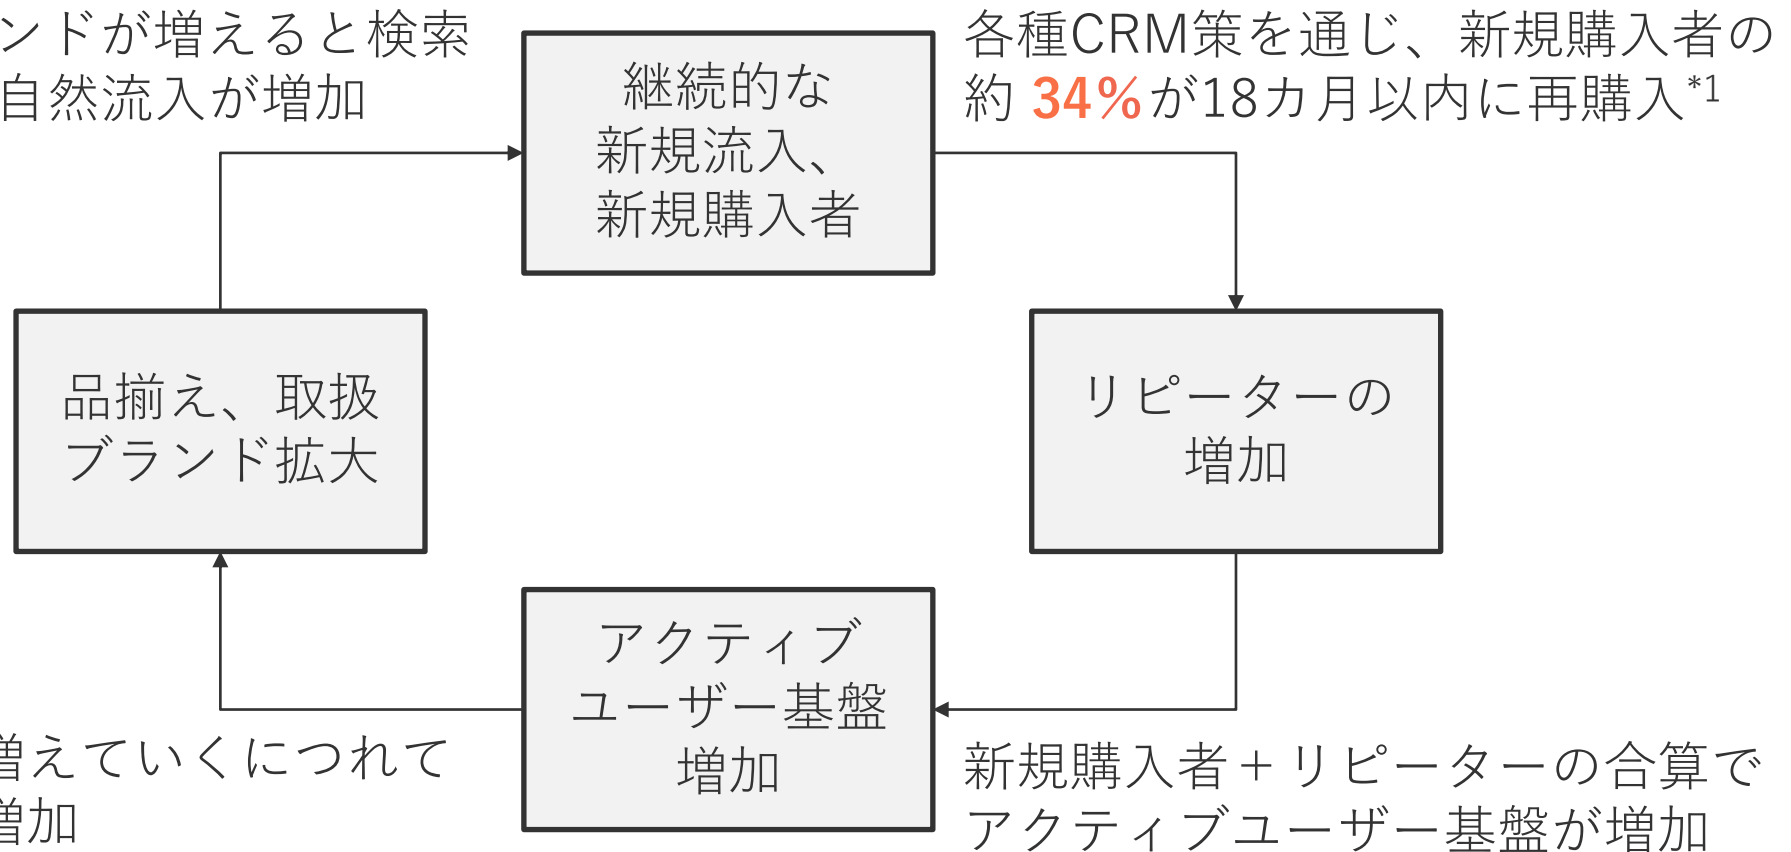 ンドが増えると検索
自然流入が増加
継続的な
新規流入、
新規購入者
各種CRM策を通じ、新規購入者の
約 34%が18カ月以内に再購入*1
品揃え、取扱
ブランド拡大
リピーターの
増加
アクティブ
ユーザー基盤
増加
増えていくにつれて
増加
新規購入者＋リピーターの合算で
アクティブユーザー基盤が増加